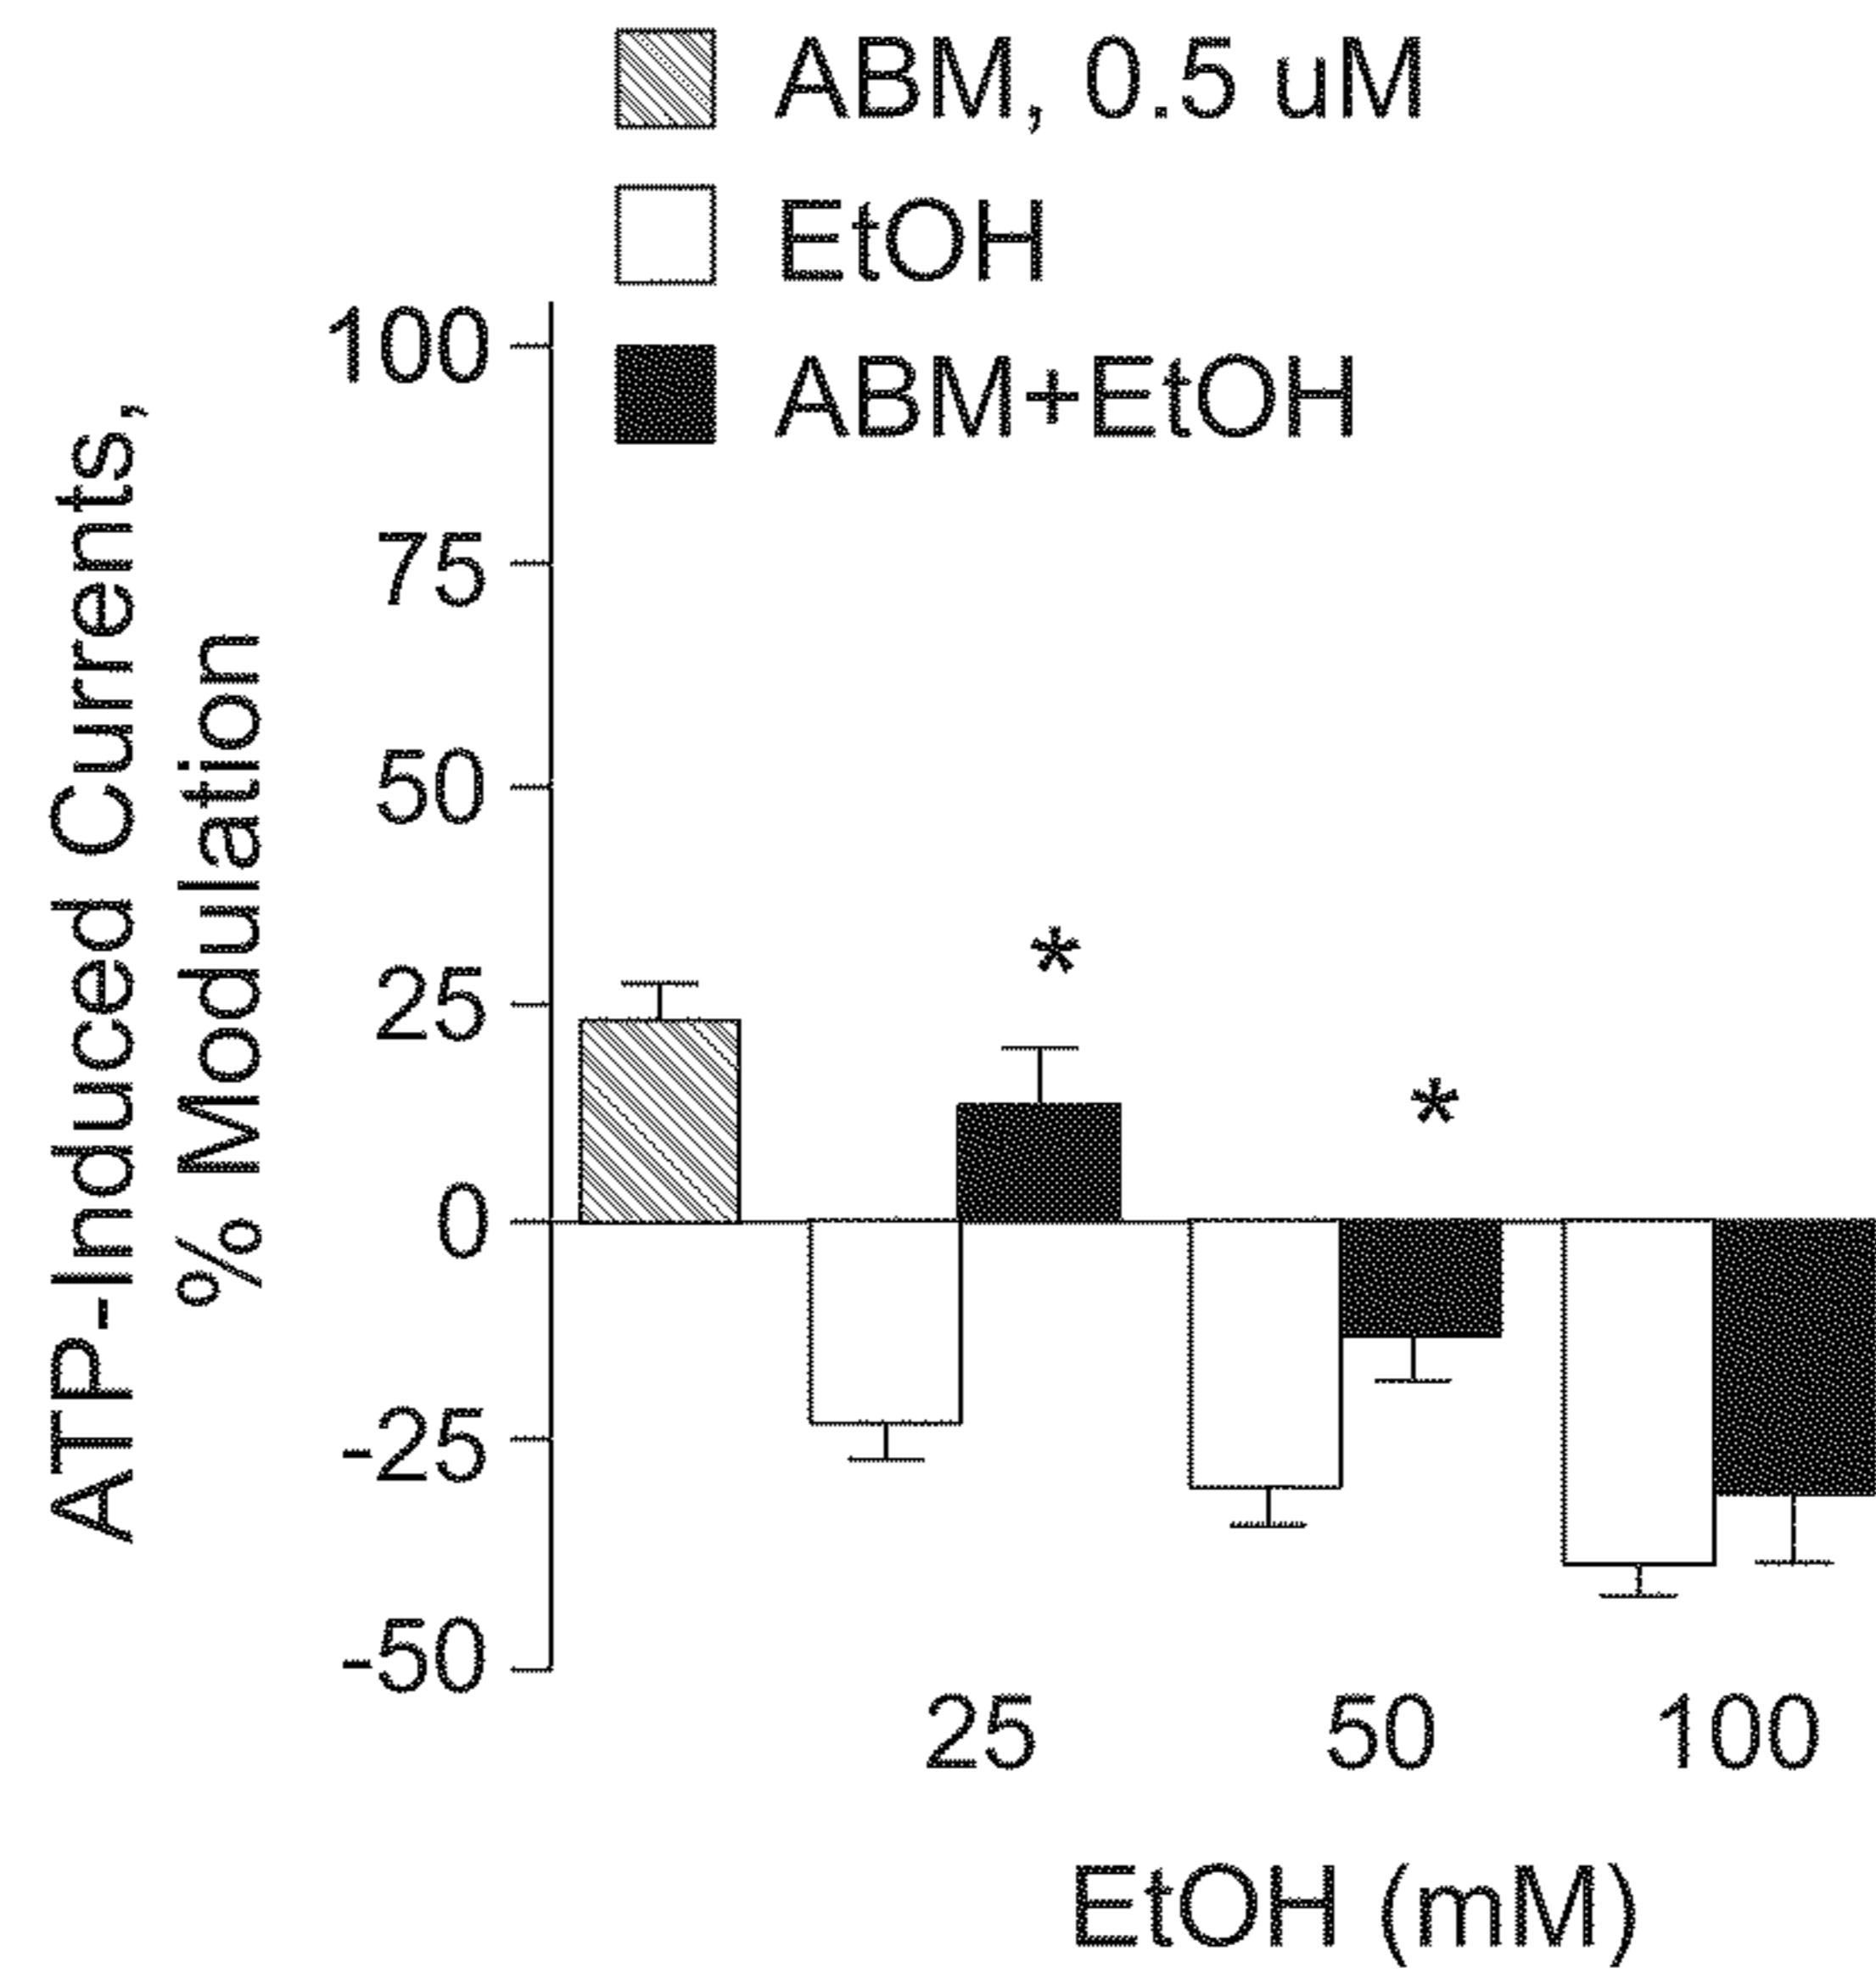 ABM, 0.5 uM
EtOH
ABM+EtOH
ATP-Induced Currents,
% Modulation
100
75
50
25
0
-25
-50
*
*
25 50 100
EtOH (mM)